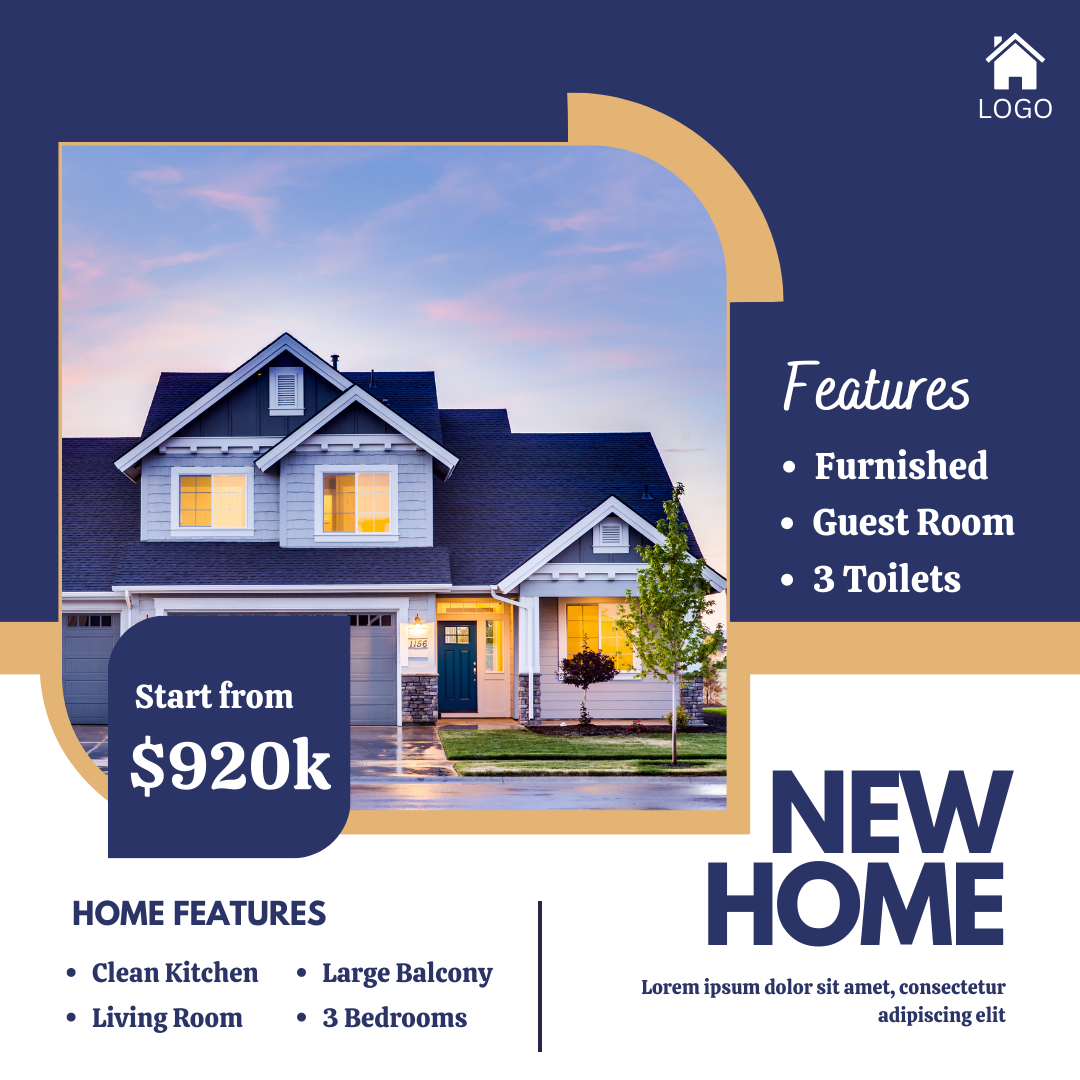 LOGO
Features
• Furnished
• Guest Room
• 3 Toilets
1156
Start from
$920k
NEW
HOME
HOME FEATURES
• Clean Kitchen
• Living Room
• Large Balcony
• 3 Bedrooms
Lorem ipsum dolor sit amet, consectetur
adipiscing elit